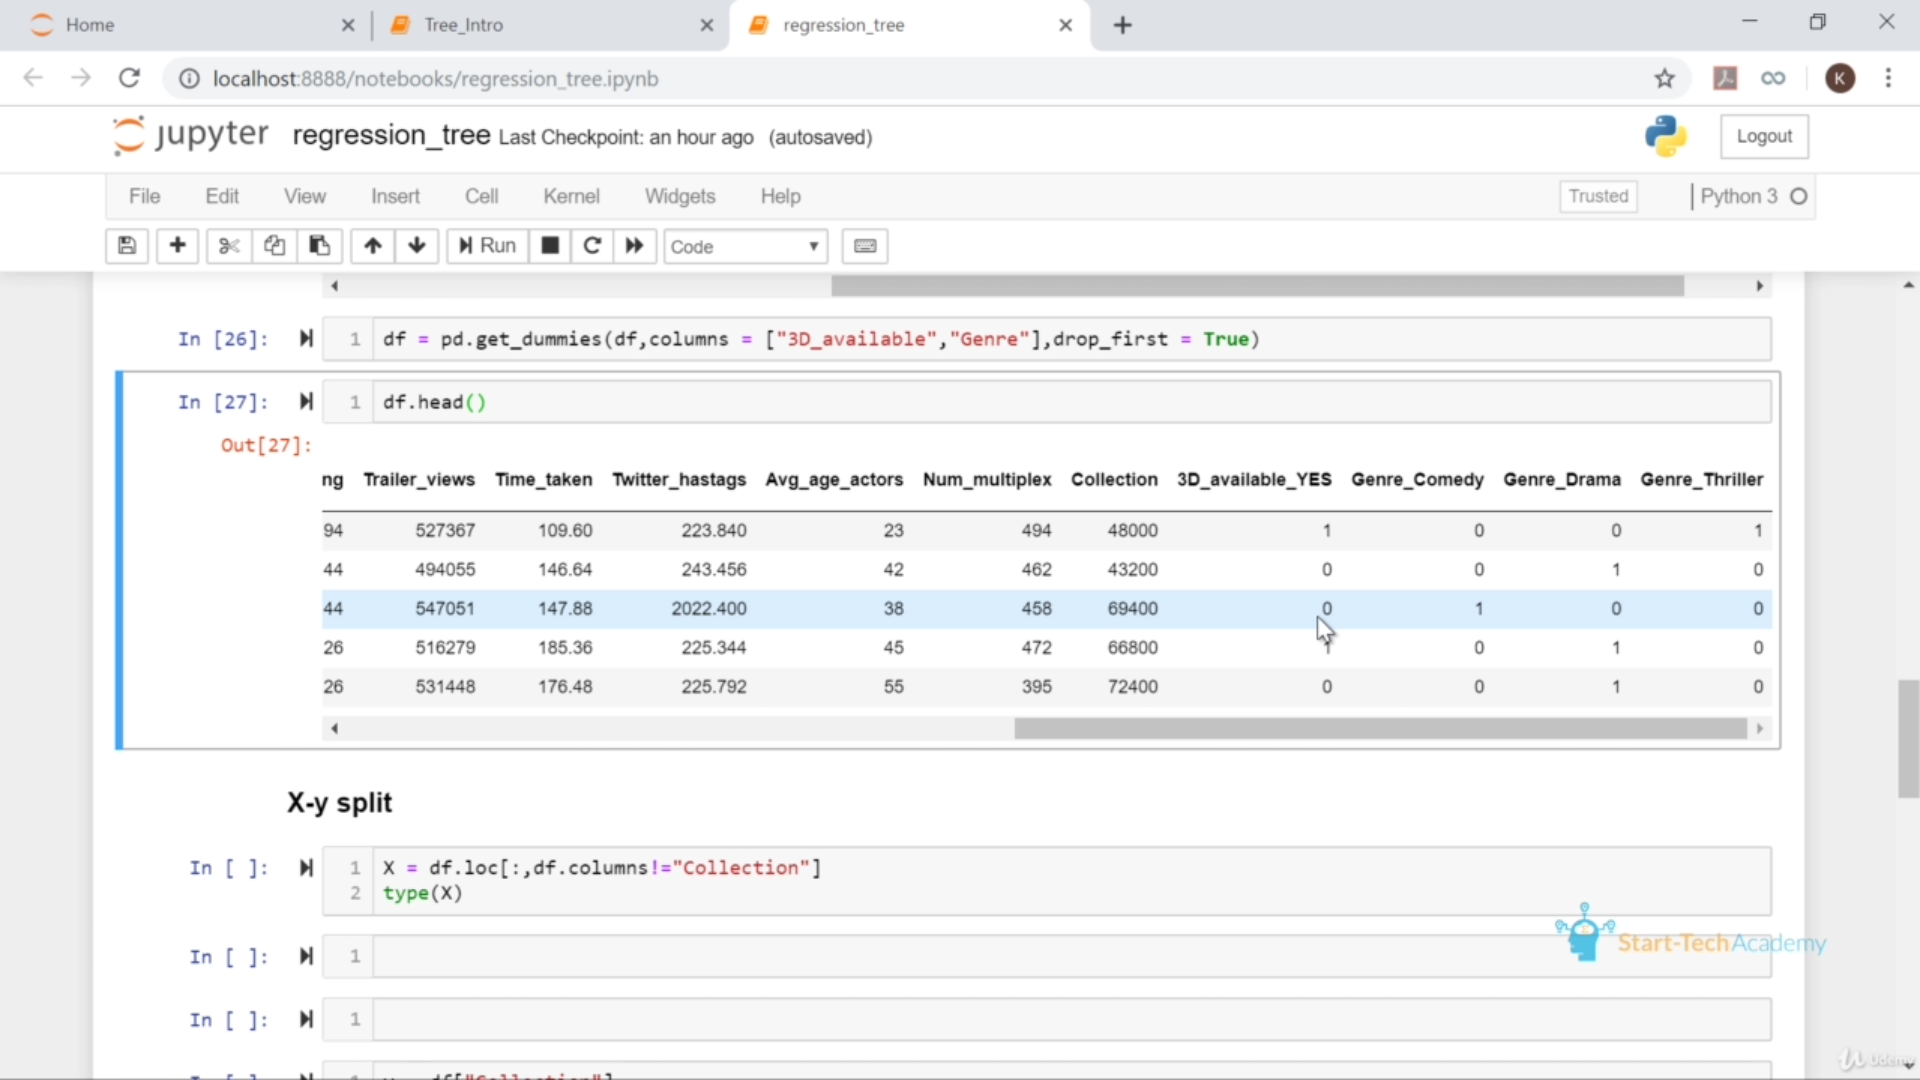 Home
Tree_Intro
regression_tree
localhost:8888/notebooks/regression_tree.ipynb
K
jupyter regression_tree Last Checkpoint: an hour ago (autosaved)
Logout
File Edit View Insert Cell Kernel Widgets Help
Trusted
Python 3
Run
Code
In [26]: 1 df = pd.get_dummies(df,columns = ["3D_available","Genre"],drop_first = True)
In [27]: 1 df.head()
Out[27]:
ng Trailer_views Time_taken Twitter_hastags Avg_age_actors Num_multiplex Collection 3D_available_YES Genre_Comedy Genre_Drama Genre_Thriller
94 527367 109.60 223.840 23 494 48000 1 0 0 1
44 494055 146.64 243.456 42 462 43200 0 0 1 0
44 547051 147.88 2022.400 38 458 69400 0 1 0 0
26 516279 185.36 225.344 45 472 66800 1 0 1 0
26 531448 176.48 225.792 55 395 72400 0 0 1 0
X-y split
In [ ]: 1 X = df.loc[:,df.columns!="Collection"]
2 type(X)
In [ ]: 1
In [ ]: 1
Start-TechAcademy
Udemy